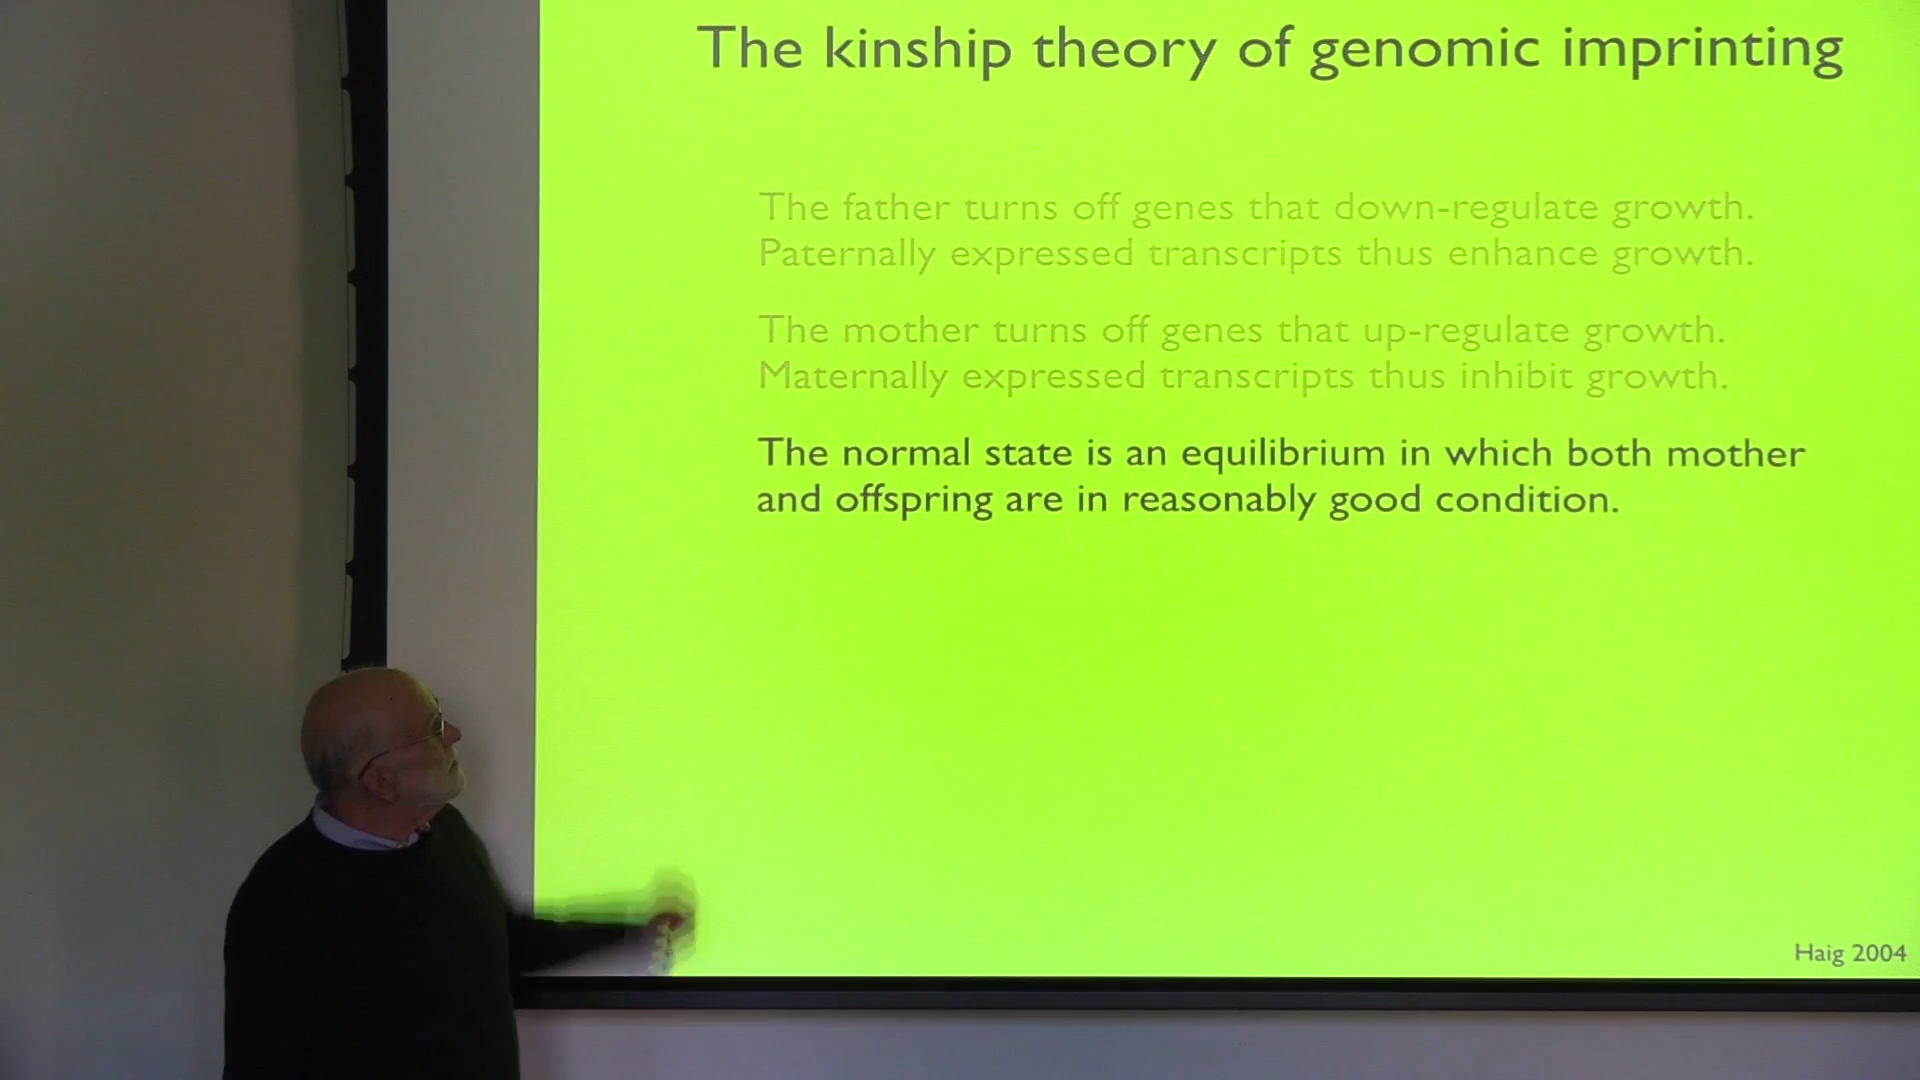 The kinship theory of genomic imprinting
The father turns off genes that down-regulate growth.
Paternally expressed transcripts thus enhance growth.
The mother turns off genes that up-regulate growth.
Maternally expressed transcripts thus inhibit growth.
The normal state is an equilibrium in which both mother
and offspring are in reasonably good condition.
Haig 2004